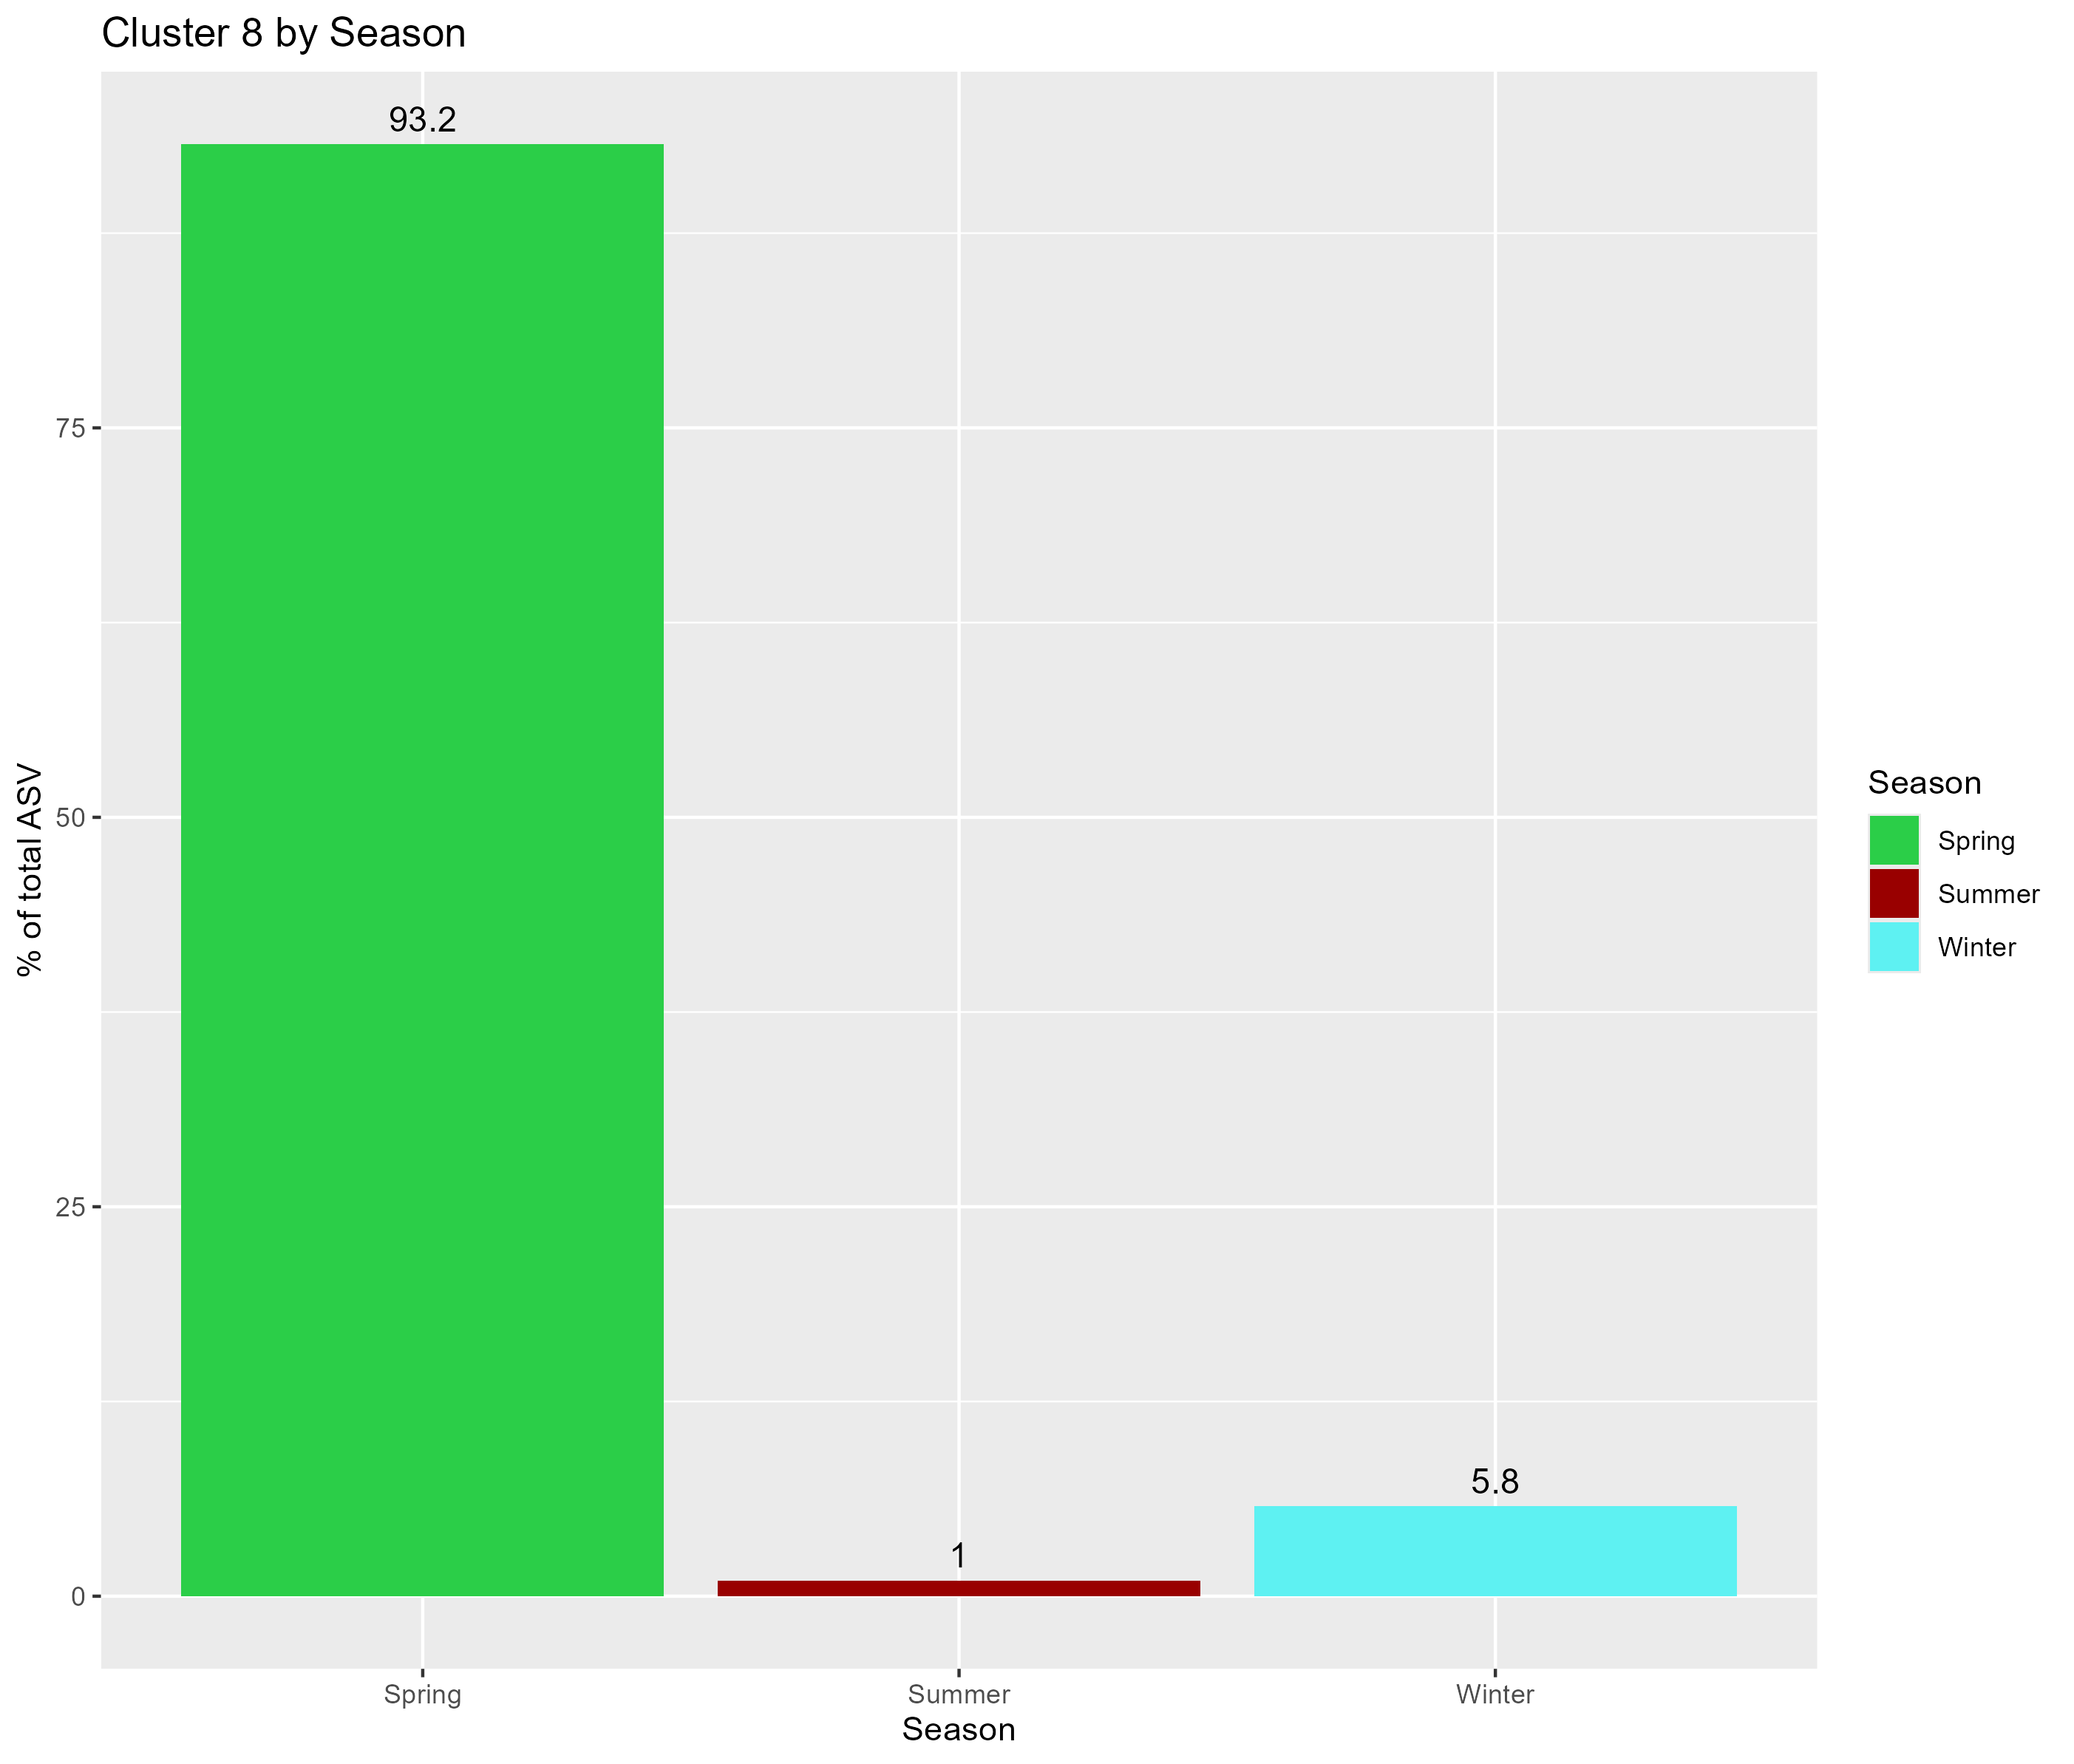 Cluster 8 by Season
93.2
75
50
25
0
1
5.8
% of total ASV
Spring
Summer
Winter
Season
Season
Spring
Summer
Winter